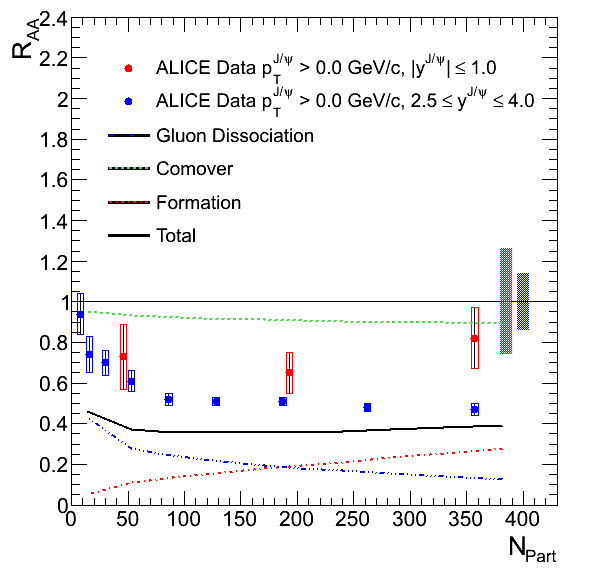 R_AA
2.4
2.2
2
1.8
1.6
1.4
1.2
1
0.8
0.6
0.4
0.2
0
ALICE Data p_T^{J/ψ} > 0.0 GeV/c, |y^{J/ψ}| ≤ 1.0
ALICE Data p_T^{J/ψ} > 0.0 GeV/c, 2.5 ≤ y^{J/ψ} ≤ 4.0
Gluon Dissociation
Comover
Formation
Total
0 50 100 150 200 250 300 350 400
N_Part